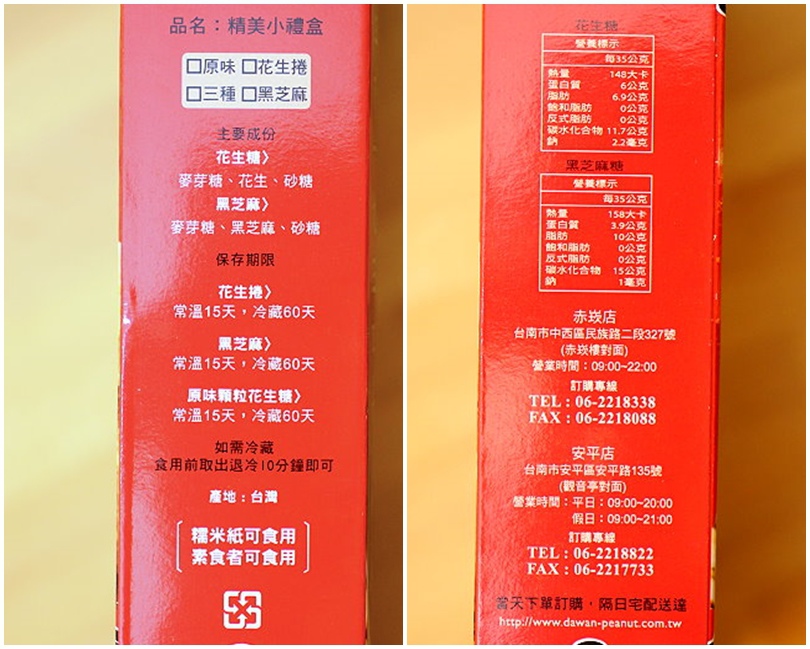 品名：精美小禮盒
□原味 □花生捲
□三種 □黑芝麻
主要成份
花生糖〉
麥芽糖、花生、砂糖
黑芝麻〉
麥芽糖、黑芝麻、砂糖
保存期限
花生捲〉
常溫15天，冷藏60天
黑芝麻〉
常溫15天，冷藏60天
原味顆粒花生糖〉
常溫15天，冷藏60天
如需冷藏
食用前取出退冷10分鐘即可
產地：台灣
糯米紙可食用
素食者可食用
花生糖
營養標示
每35公克
熱量 148大卡
蛋白質 6公克
脂肪 6.9公克
飽和脂肪 0公克
反式脂肪 0公克
碳水化合物 11.7公克
鈉 2.2毫克
黑芝麻糖
營養標示
每35公克
熱量 158大卡
蛋白質 3.9公克
脂肪 10公克
飽和脂肪 0公克
反式脂肪 0公克
碳水化合物 15公克
鈉 1毫克
赤崁店
台南市中西區民族路二段327號
(赤崁樓對面)
營業時間：09:00~22:00
訂購專線
TEL : 06-2218338
FAX : 06-2218088
安平店
台南市安平區安平路135號
(觀音亭對面)
營業時間：平日：09:00~20:00
假日：09:00~21:00
訂購專線
TEL : 06-2218822
FAX : 06-2217733
當天下單訂購，隔日宅配送達
http://www.dawan-peanut.com.tw